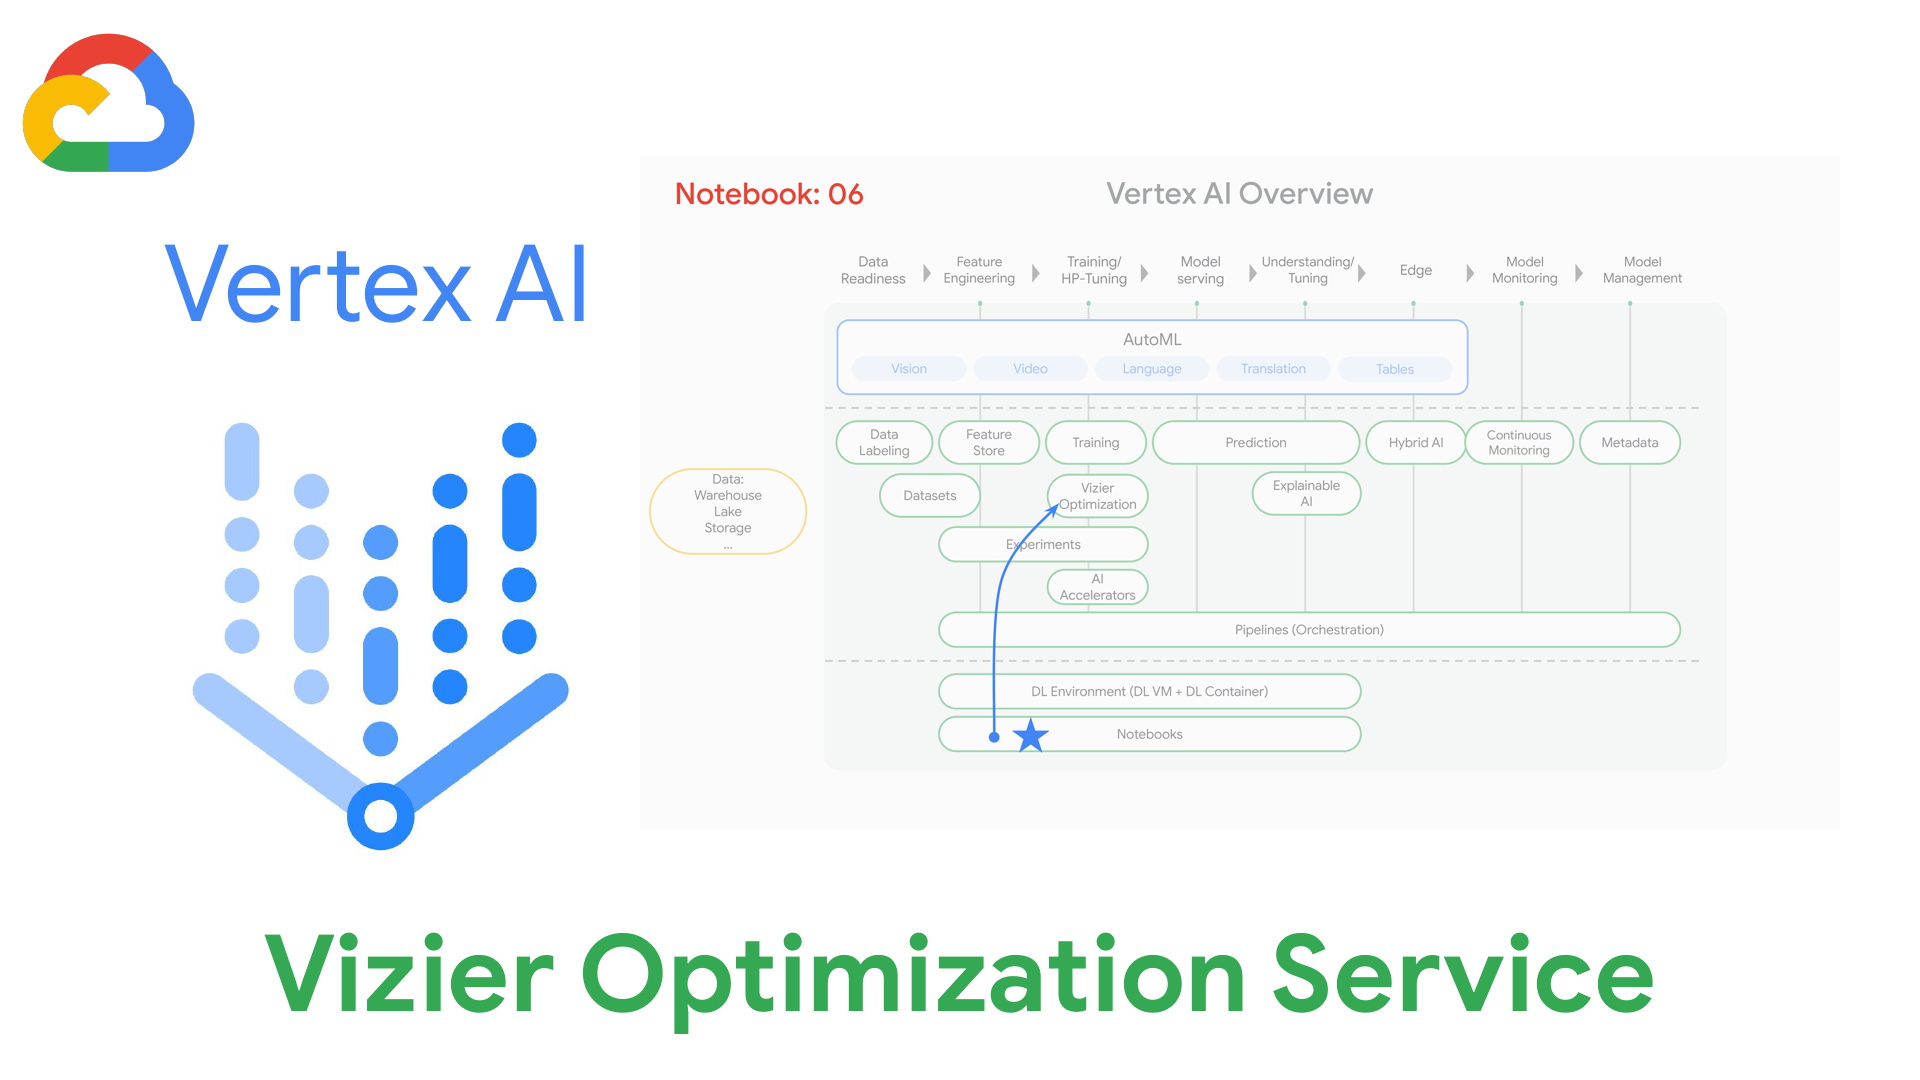 Notebook: 06
Vertex AI Overview
Vertex AI
Data
Readiness
Feature
Engineering
Training/
HP-Tuning
Model
serving
Understanding/
Tuning
Edge
Model
Monitoring
Model
Management
AutoML
Vision
Video
Language
Translation
Tables
Data
Labeling
Feature
Store
Training
Prediction
Hybrid AI
Continuous
Monitoring
Metadata
Data:
Warehouse
Lake
Storage
...
Datasets
Vizier
Optimization
Explainable
AI
Experiments
AI
Accelerators
Pipelines (Orchestration)
DL Environment (DL VM + DL Container)
Notebooks
Vizier Optimization Service